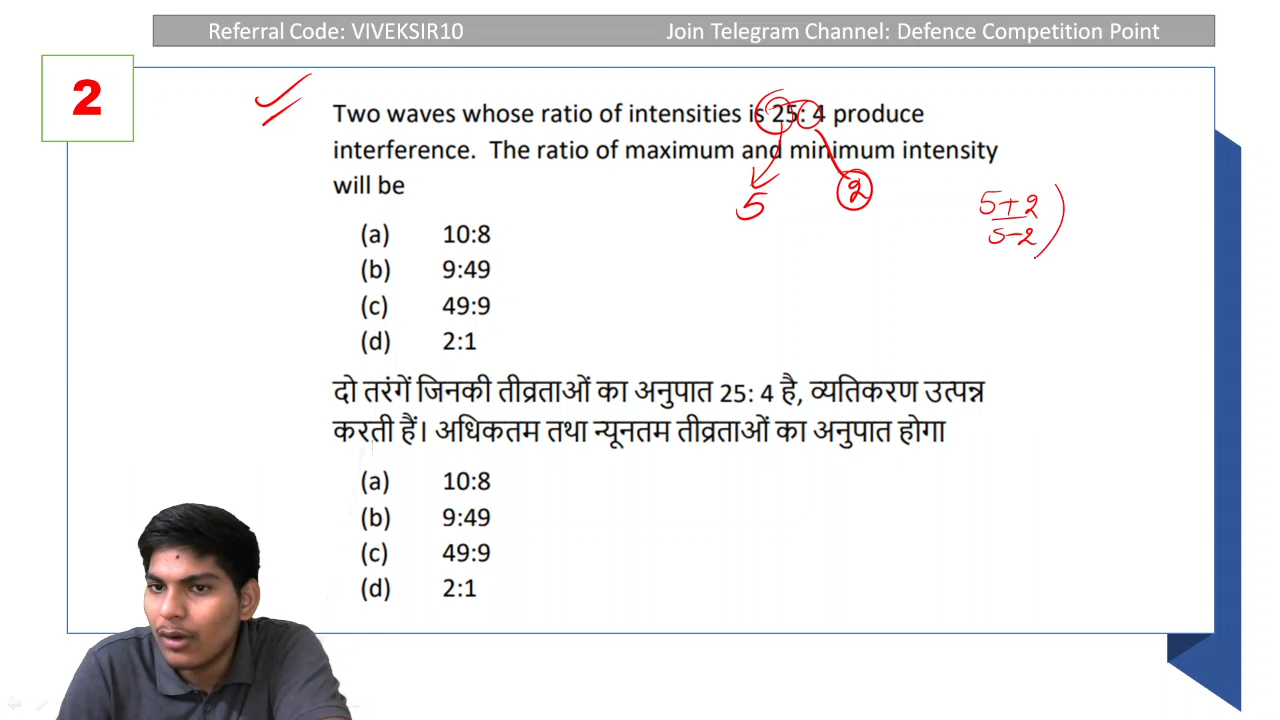 Referral Code: VIVEKSIR10 Join Telegram Channel: Defence Competition Point
2
Two waves whose ratio of intensities is 25: 4 produce
interference. The ratio of maximum and minimum intensity
will be
5 2
5+2
5-2
(a) 10:8
(b) 9:49
(c) 49:9
(d) 2:1
दो तरंगें जिनकी तीव्रताओं का अनुपात 25: 4 है, व्यतिकरण उत्पन्न
करती हैं। अधिकतम तथा न्यूनतम तीव्रताओं का अनुपात होगा
(a) 10:8
(b) 9:49
(c) 49:9
(d) 2:1